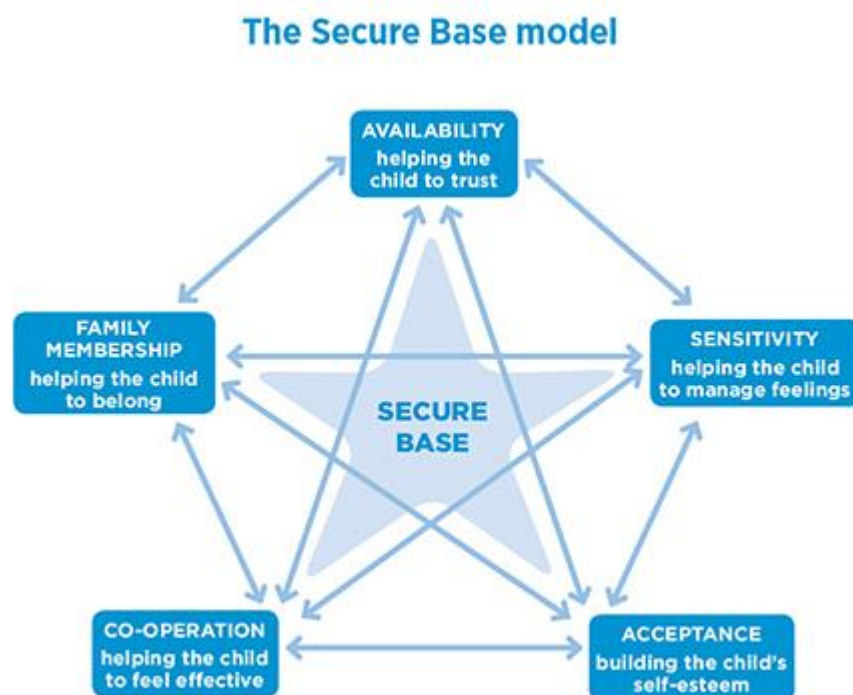 The Secure Base model
AVAILABILITY
helping the
child to trust
FAMILY
MEMBERSHIP
helping the child
to belong
SENSITIVITY
helping the child
to manage feelings
SECURE
BASE
CO-OPERATION
helping the child
to feel effective
ACCEPTANCE
building the child's
self-esteem